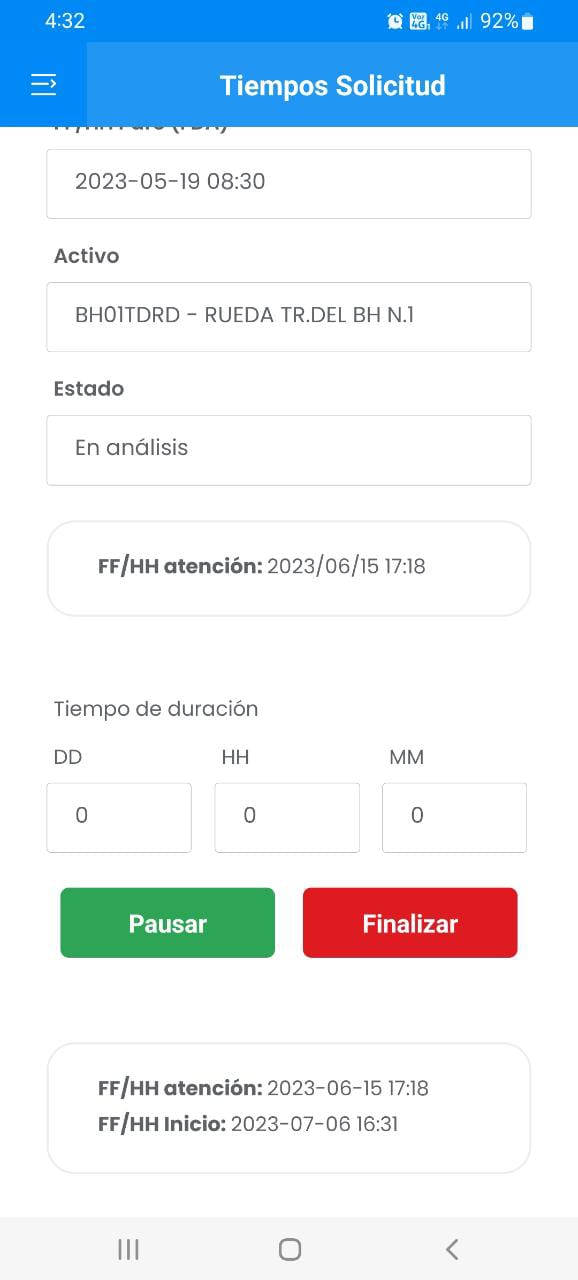 4:32
92%
Tiempos Solicitud
2023-05-19 08:30
Activo
BH01TDRD - RUEDA TR.DEL BH N.1
Estado
En análisis
FF/HH atención: 2023/06/15 17:18
Tiempo de duración
DD HH MM
0 0 0
Pausar Finalizar
FF/HH atención: 2023-06-15 17:18
FF/HH Inicio: 2023-07-06 16:31